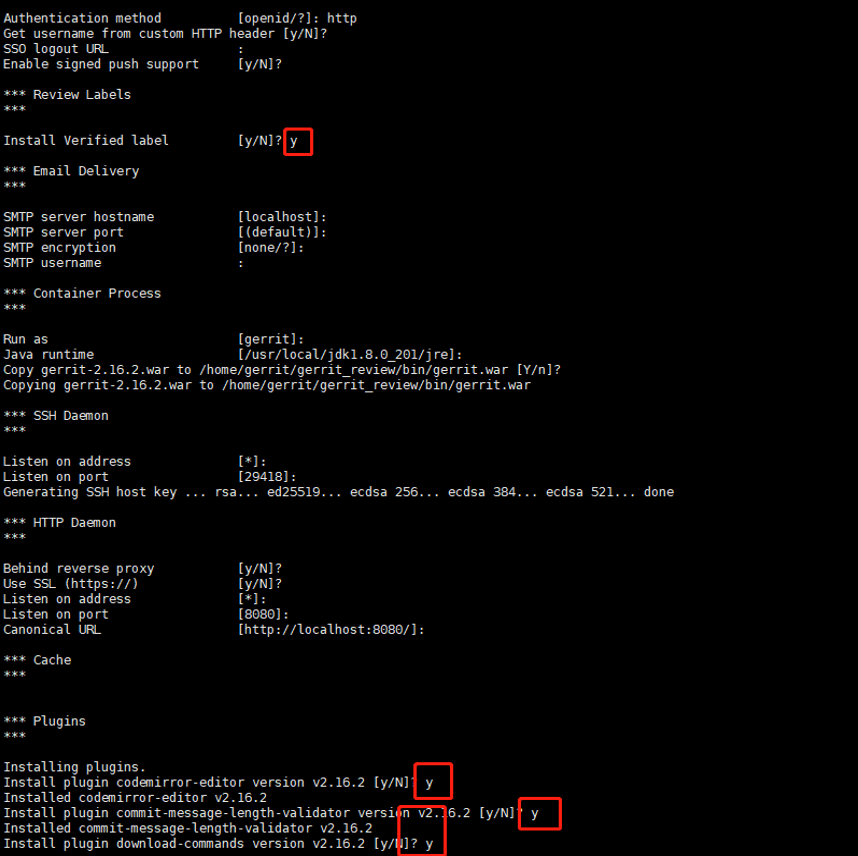 Authentication method          [openid/?]: http
Get username from custom HTTP header [y/N]?
SSO logout URL                 :
Enable signed push support     [y/N]?
*** Review Labels
***
Install Verified label         [y/N]? y
*** Email Delivery
***
SMTP server hostname           [localhost]:
SMTP server port               [(default)]:
SMTP encryption                [none/?]:
SMTP username                  :
*** Container Process
***
Run as                         [gerrit]:
Java runtime                   [/usr/local/jdk1.8.0_201/jre]:
Copy gerrit-2.16.2.war to /home/gerrit/gerrit_review/bin/gerrit.war [Y/n]?
Copying gerrit-2.16.2.war to /home/gerrit/gerrit_review/bin/gerrit.war
*** SSH Daemon
***
Listen on address              [*]:
Listen on port                 [29418]:
Generating SSH host key ... rsa... ed25519... ecdsa 256... ecdsa 384... ecdsa 521... done
*** HTTP Daemon
***
Behind reverse proxy           [y/N]?
Use SSL (https://)             [y/N]?
Listen on address              [*]:
Listen on port                 [8080]:
Canonical URL                  [http://localhost:8080/]:
*** Cache
***
*** Plugins
***
Installing plugins.
Install plugin codemirror-editor version v2.16.2 [y/N]? y
Installed codemirror-editor v2.16.2
Install plugin commit-message-length-validator version v2.16.2 [y/N]? y
Installed commit-message-length-validator v2.16.2
Install plugin download-commands version v2.16.2 [y/N]? y